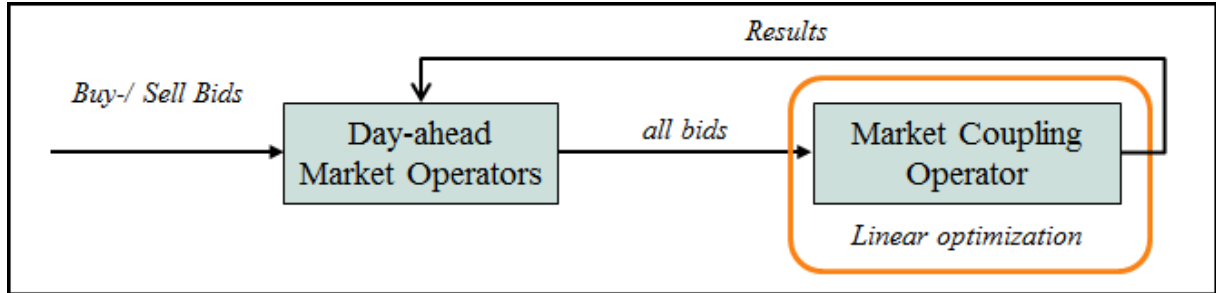 Results
Buy-/ Sell Bids
Day-ahead
Market Operators
all bids
Market Coupling
Operator
Linear optimization